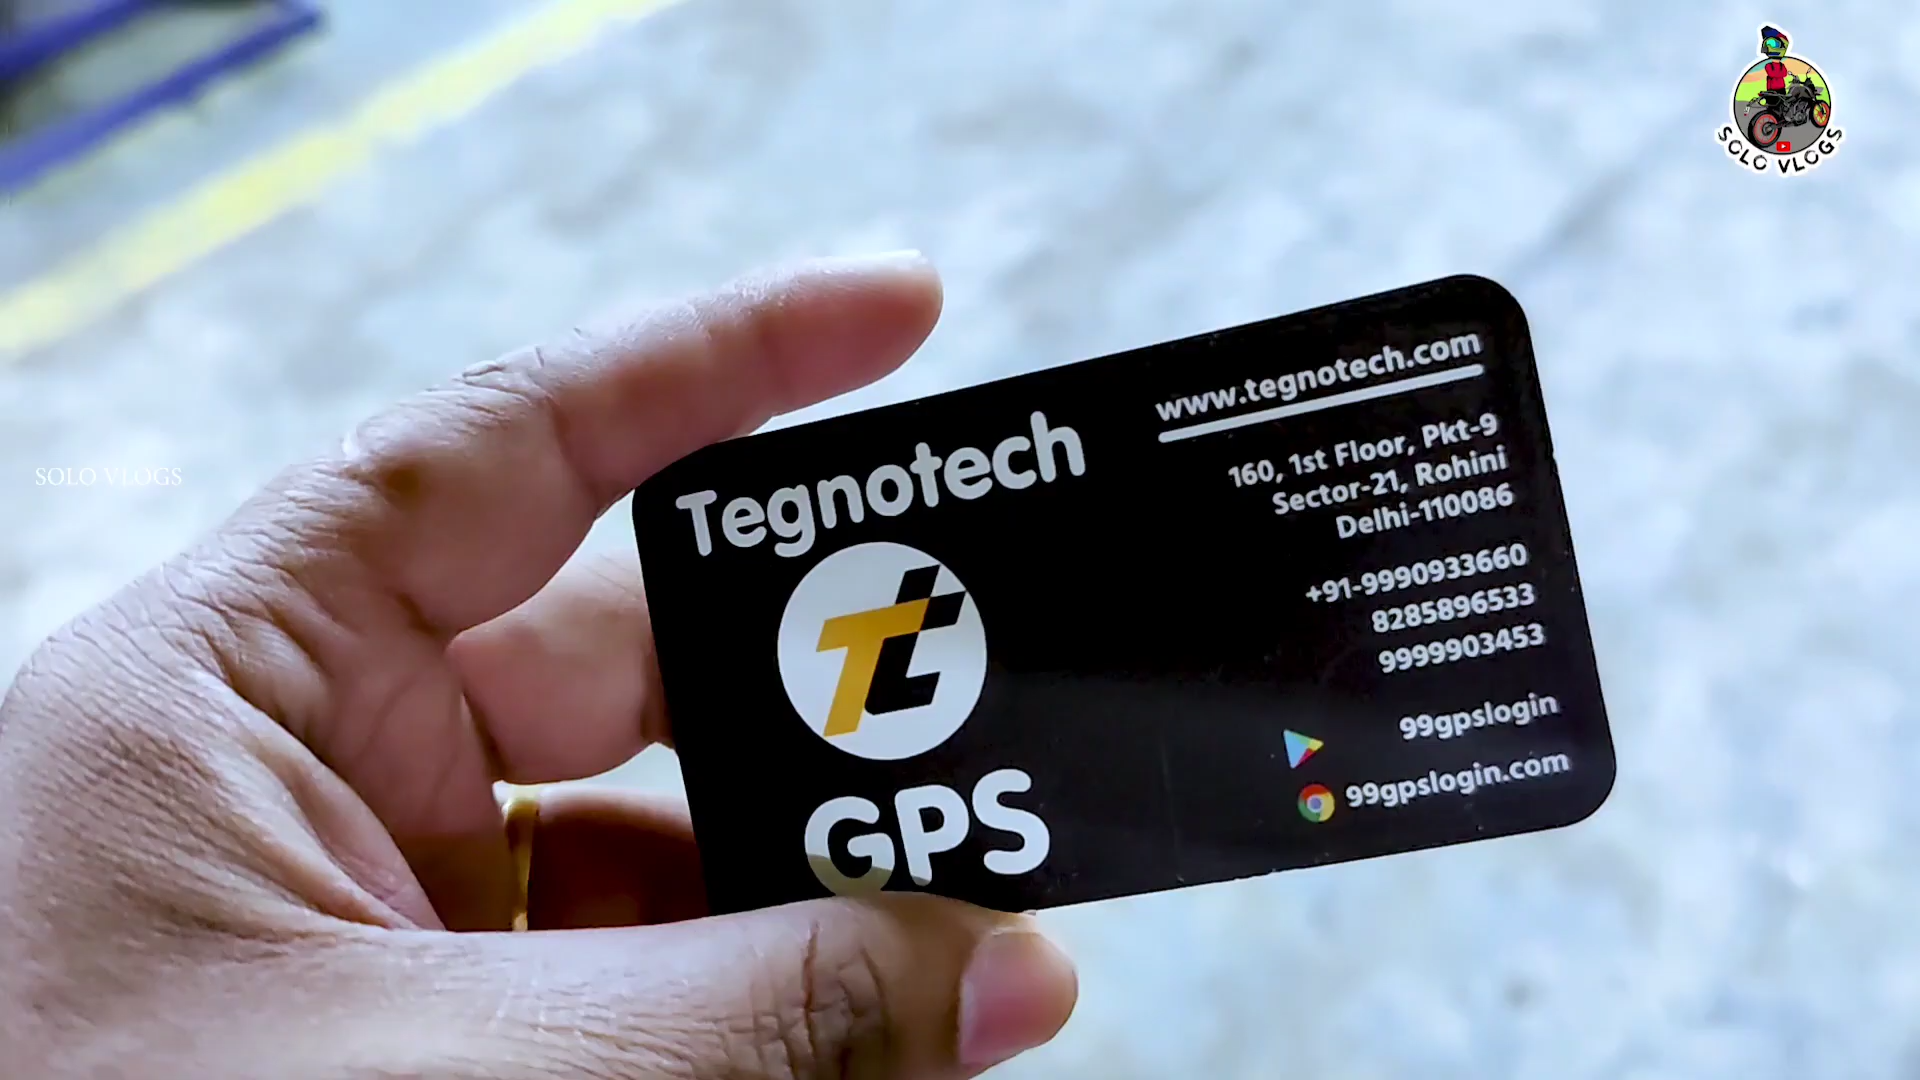 SOLO VLOGS
SOLO VLOGS
Tegnotech
GPS
www.tegnotech.com
160, 1st Floor, Pkt-9
Sector-21, Rohini
Delhi-110086
+91-9990933660
8285896533
9999903453
99gpslogin
99gpslogin.com